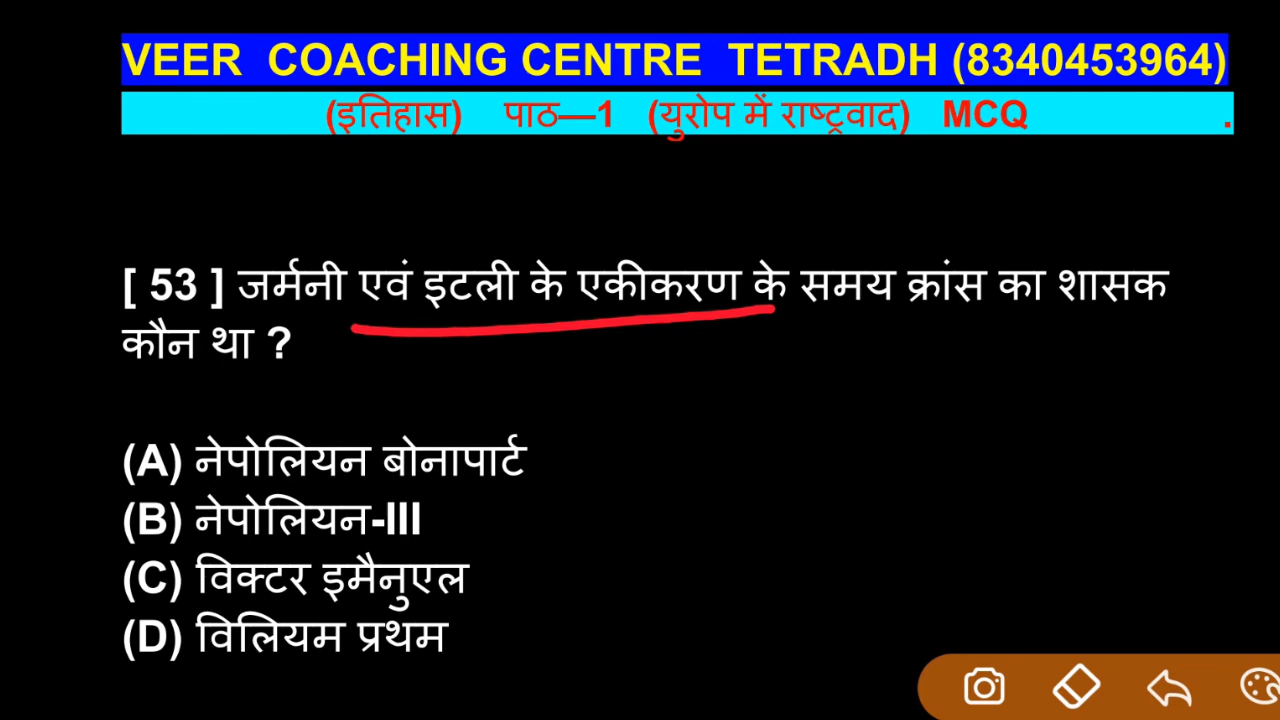 VEER COACHING CENTRE TETRADH (8340453964)
(इतिहास) पाठ—1 (युरोप में राष्ट्रवाद) MCQ .
[ 53 ] जर्मनी एवं इटली के एकीकरण के समय क्रांस का शासक
कौन था ?
(A) नेपोलियन बोनापार्ट
(B) नेपोलियन-III
(C) विक्टर इमैनुएल
(D) विलियम प्रथम